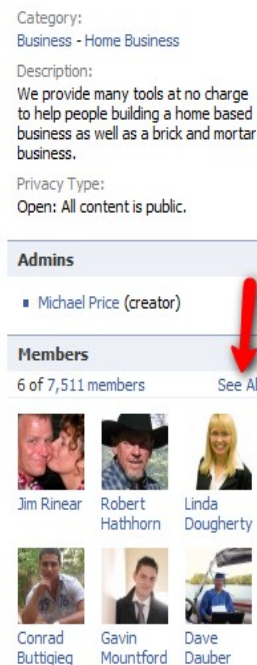 Category:
Business - Home Business
Description:
We provide many tools at no charge
to help people building a home based
business as well as a brick and mortar
business.
Privacy Type:
Open: All content is public.
Admins
Michael Price (creator)
Members
6 of 7,511 members See Al
Jim Rinear Robert Linda
Hathhorn Dougherty
Conrad Gavin Dave
Buttigieg Mountford Dauber